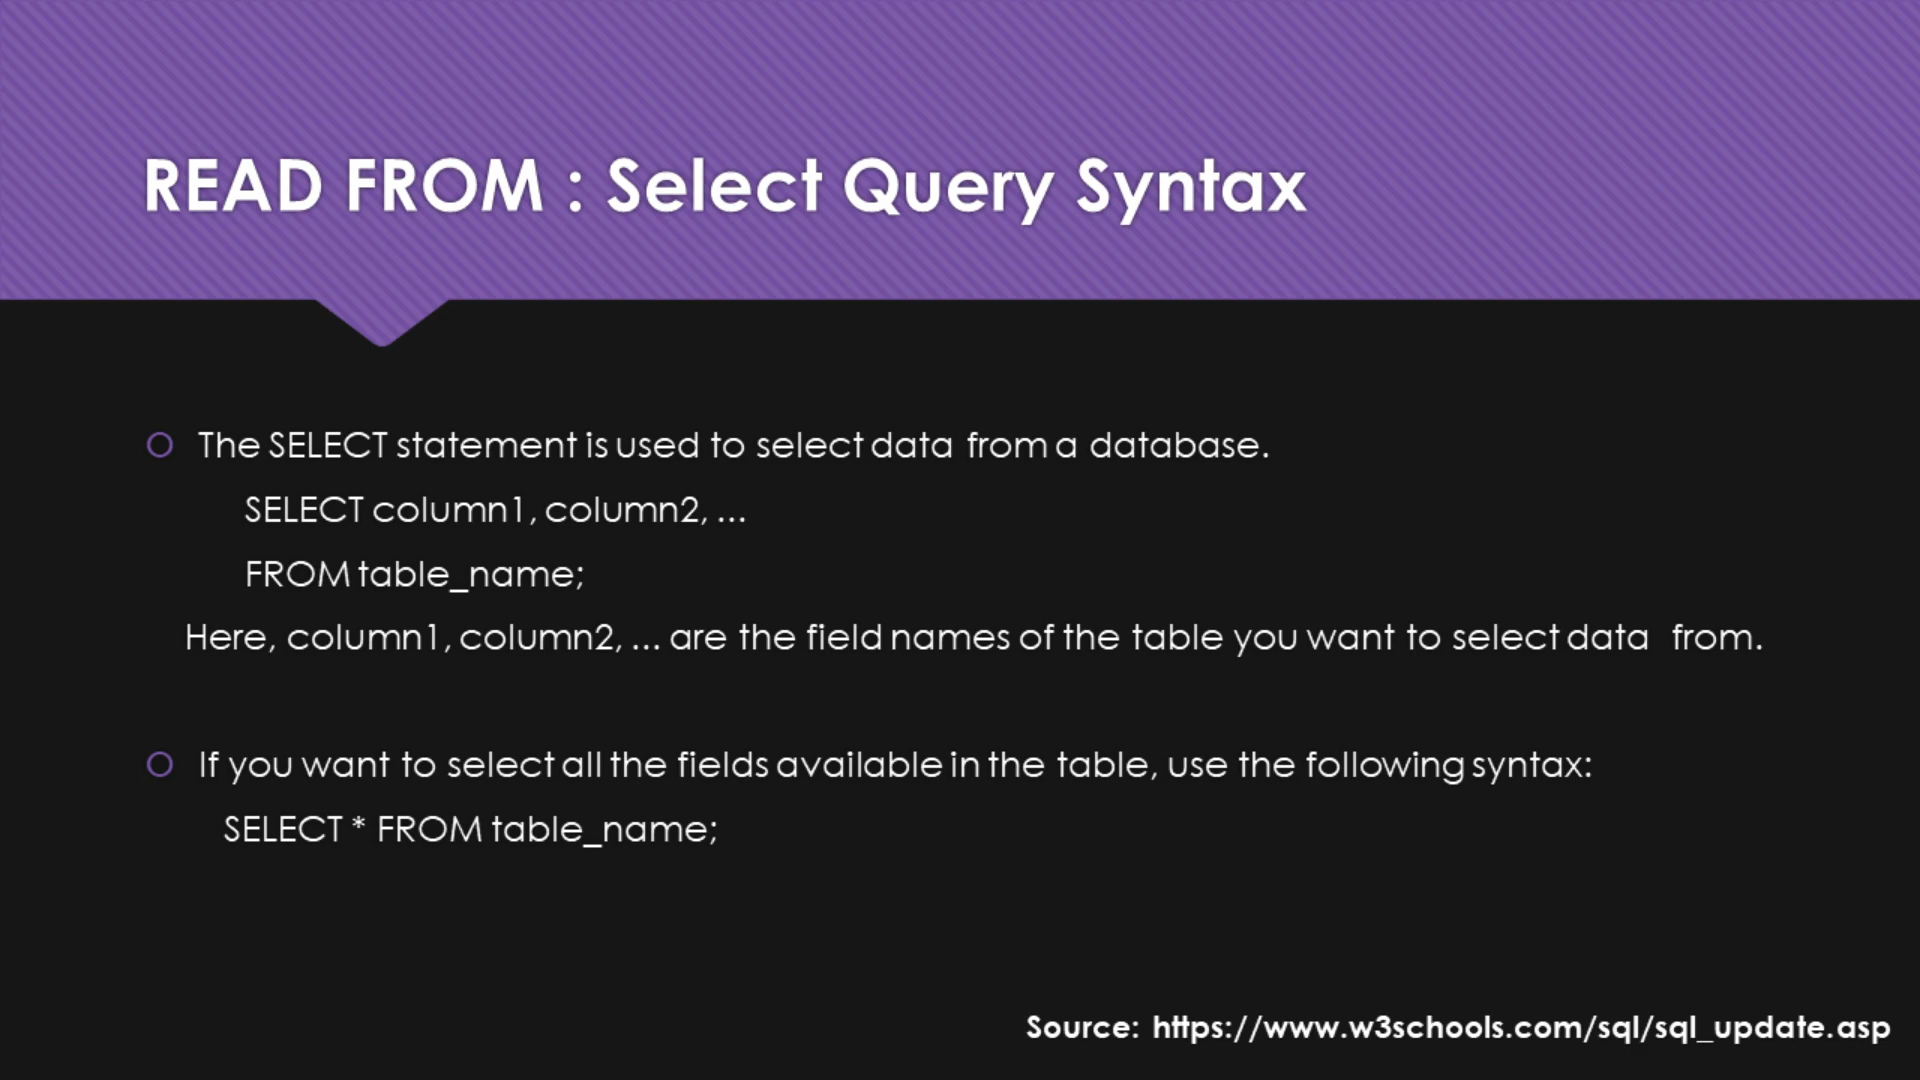 READ FROM : Select Query Syntax
The SELECT statement is used to select data from a database.
SELECT column1, column2, ...
FROM table_name;
Here, column1, column2, ... are the field names of the table you want to select data from.
If you want to select all the fields available in the table, use the following syntax:
SELECT * FROM table_name;
Source: https://www.w3schools.com/sql/sql_update.asp